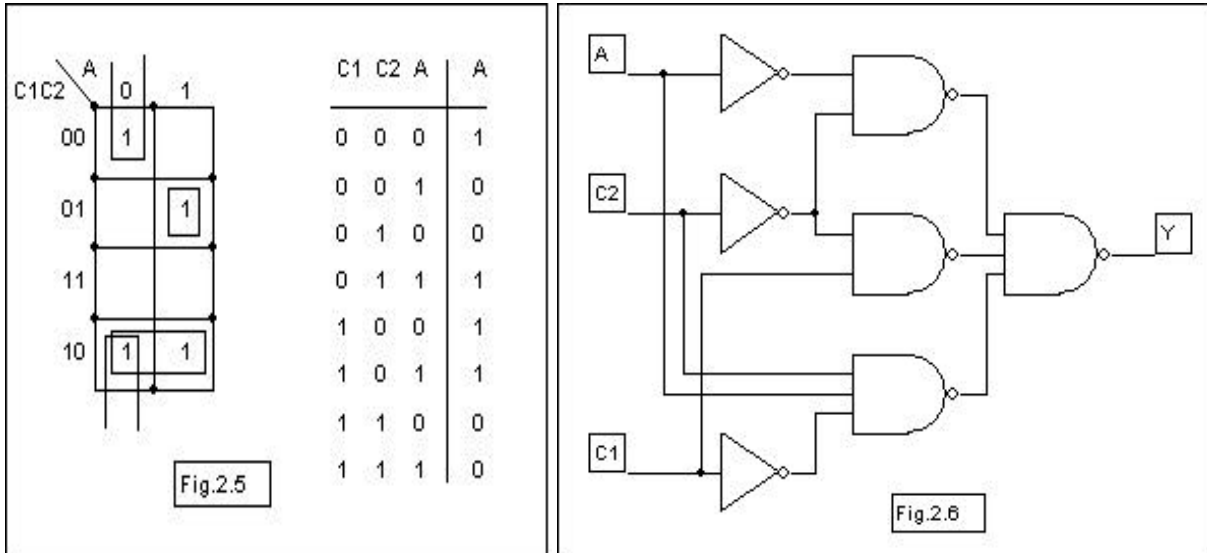 A
C1C2 0 1
00 1
01 1
11
10 1 1
Fig.2.5
C1 C2 A A
0 0 0 1
0 0 1 0
0 1 0 0
0 1 1 1
1 0 0 1
1 0 1 1
1 1 0 0
1 1 1 0
A
C2
Y
C1
Fig.2.6